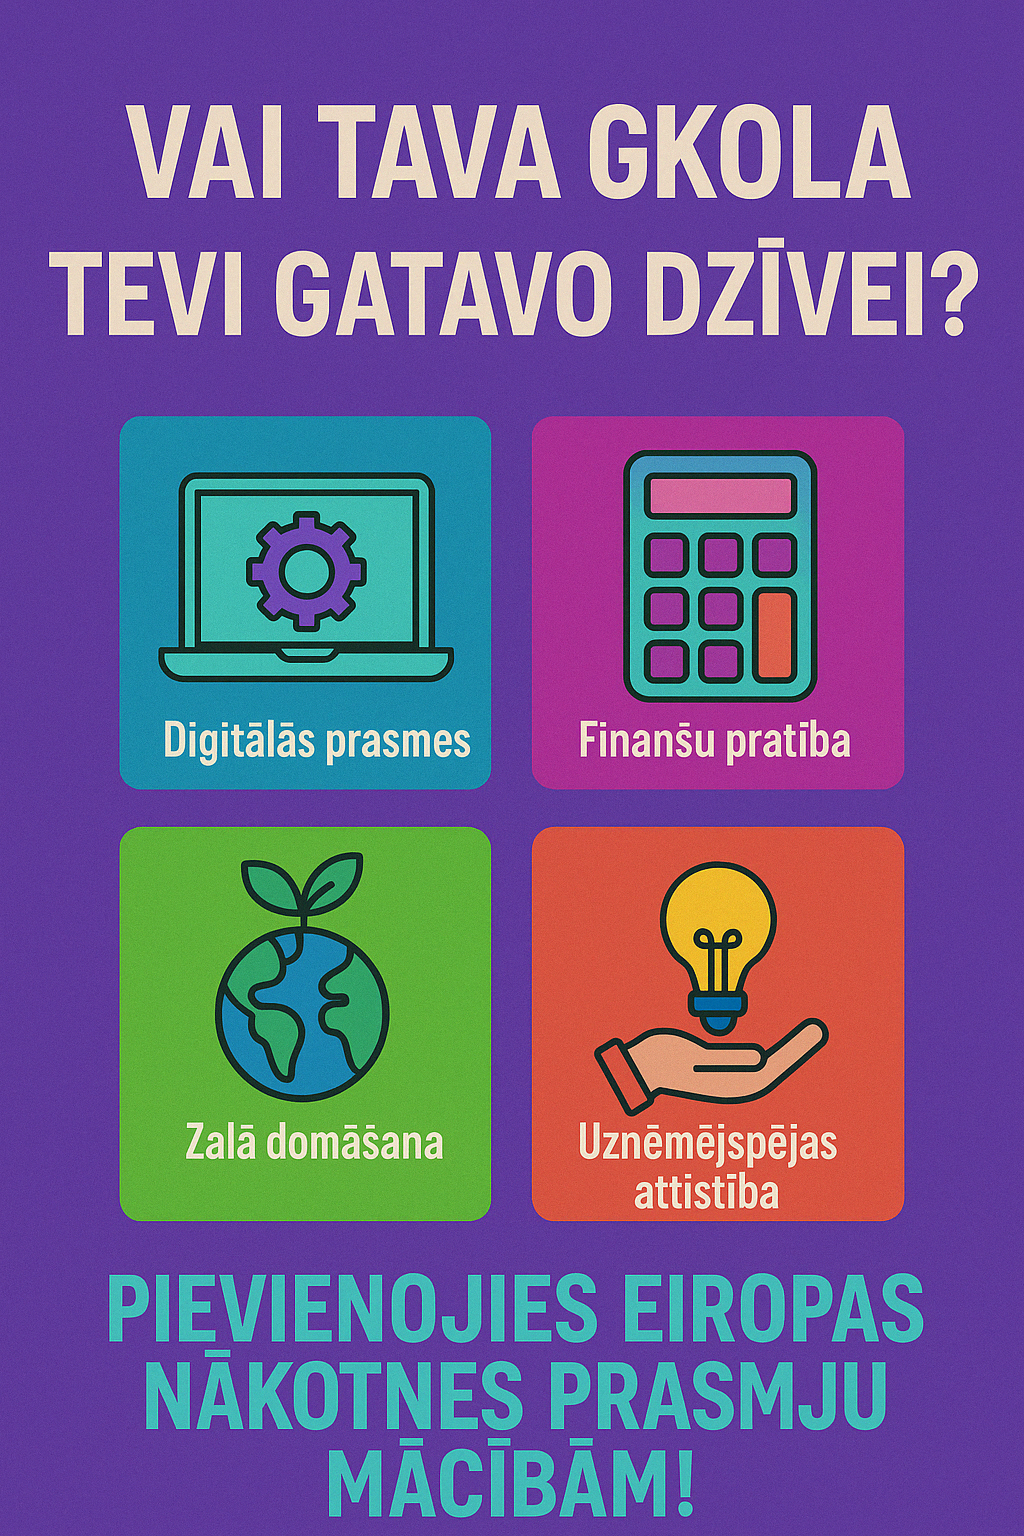 VAI TAVA GKOLA
TEVI GATAVO DZĪVEI?
Digitālās prasmes
Finanšu pratība
Zalā domāšana
Uznēmējspējas
attistība
PIEVIENOJIES EIROPAS
NĀKOTNES PRASMJU
MĀCĪBĀM!